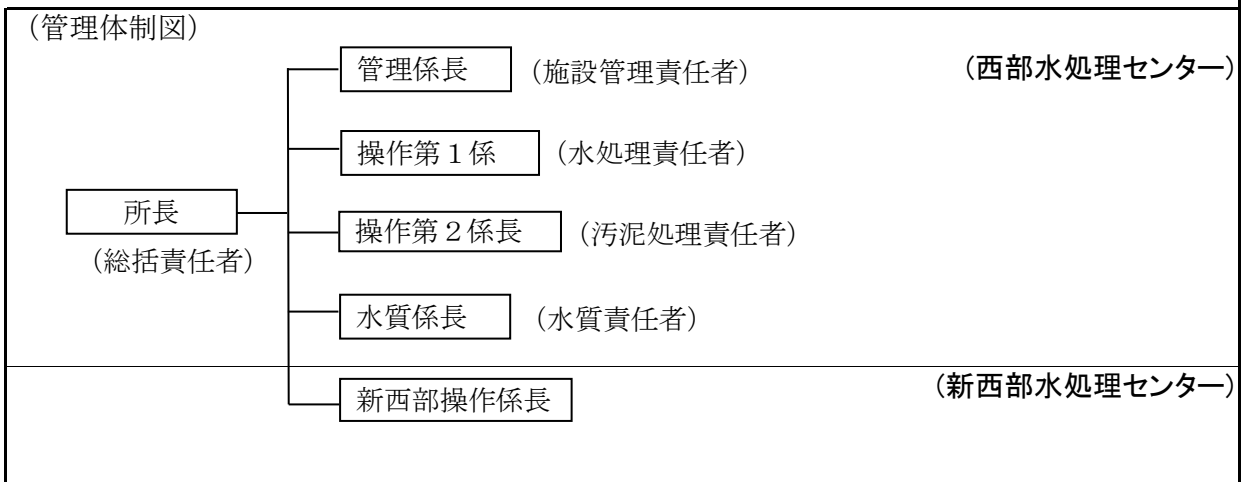 （管理体制図）
管理係長 （施設管理責任者） （西部水処理センター）
操作第１係 （水処理責任者）
所長
操作第２係長 （汚泥処理責任者）
（総括責任者）
水質係長 （水質責任者）
新西部操作係長 （新西部水処理センター）